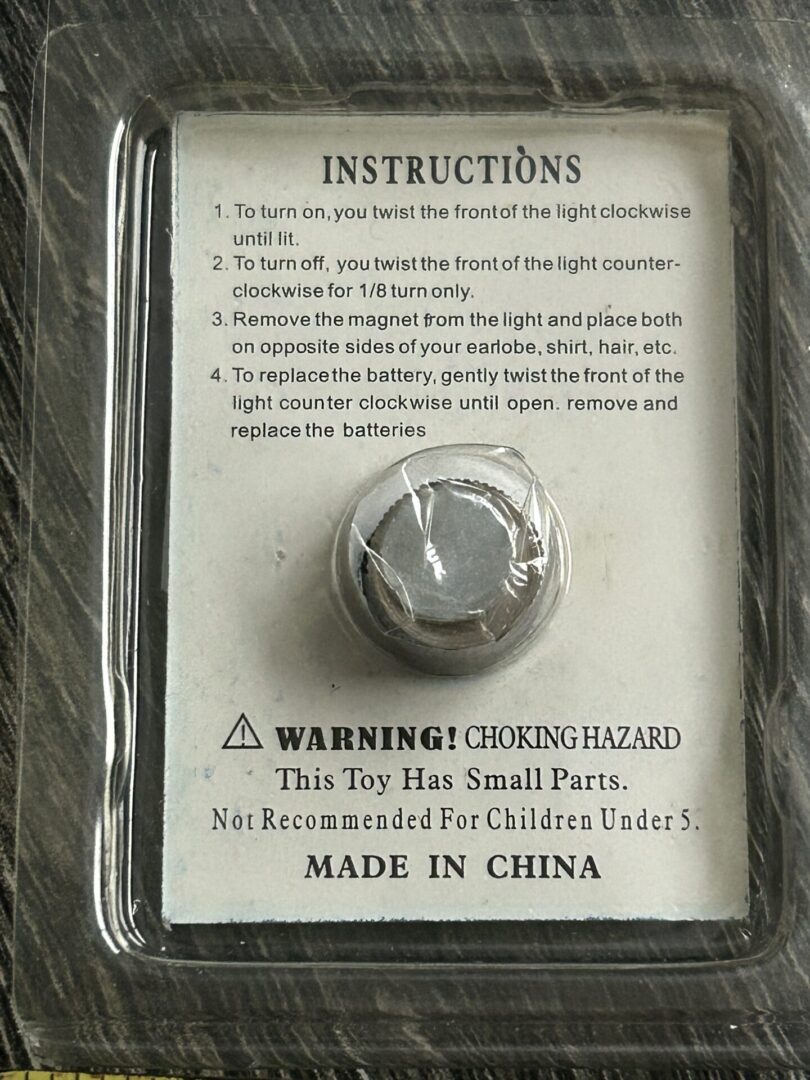 INSTRUCTIONS
1. To turn on, you twist the front of the light clockwise
until lit.
2. To turn off, you twist the front of the light counter-
clockwise for 1/8 turn only.
3. Remove the magnet from the light and place both
on opposite sides of your earlobe, shirt, hair, etc.
4. To replace the battery, gently twist the front of the
light counter clockwise until open. remove and
replace the batteries
WARNING! CHOKING HAZARD
This Toy Has Small Parts.
Not Recommended For Children Under 5.
MADE IN CHINA